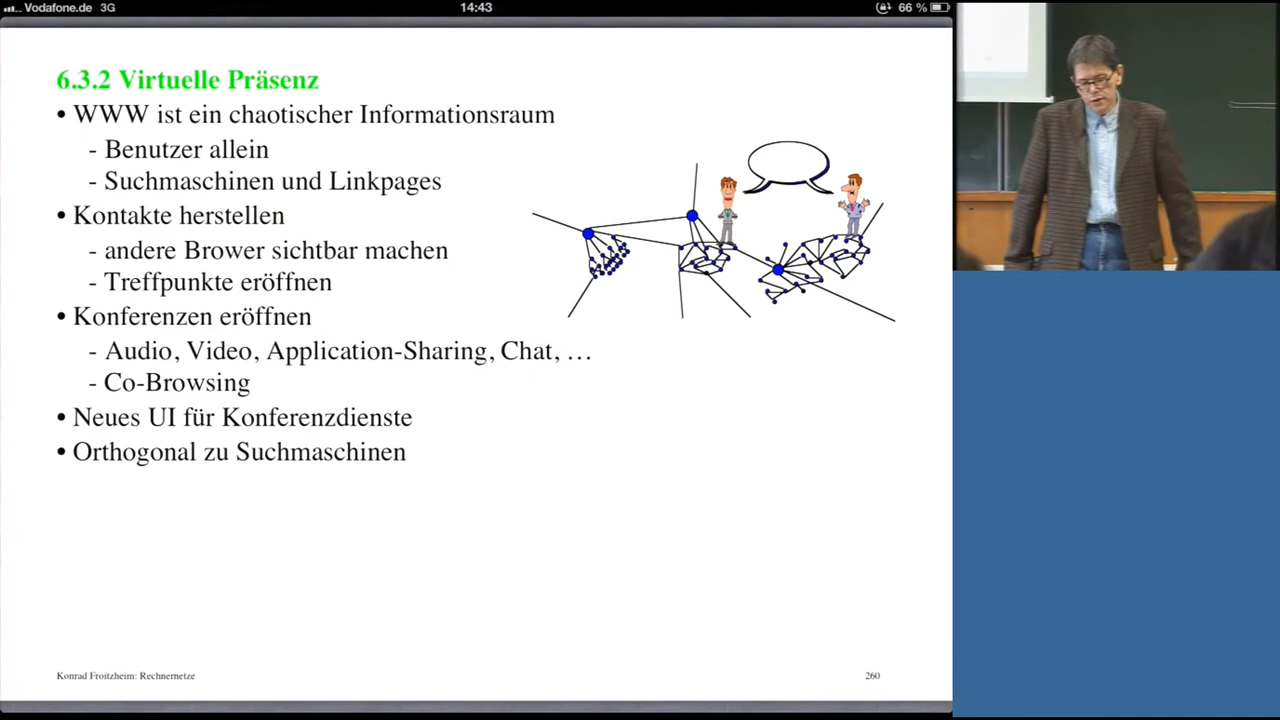 Vodafone.de 3G 14:43 66 %
6.3.2 Virtuelle Präsenz
• WWW ist ein chaotischer Informationsraum
- Benutzer allein
- Suchmaschinen und Linkpages
• Kontakte herstellen
- andere Brower sichtbar machen
- Treffpunkte eröffnen
• Konferenzen eröffnen
- Audio, Video, Application-Sharing, Chat, …
- Co-Browsing
• Neues UI für Konferenzdienste
• Orthogonal zu Suchmaschinen
Konrad Froitzheim: Rechnernetze 260